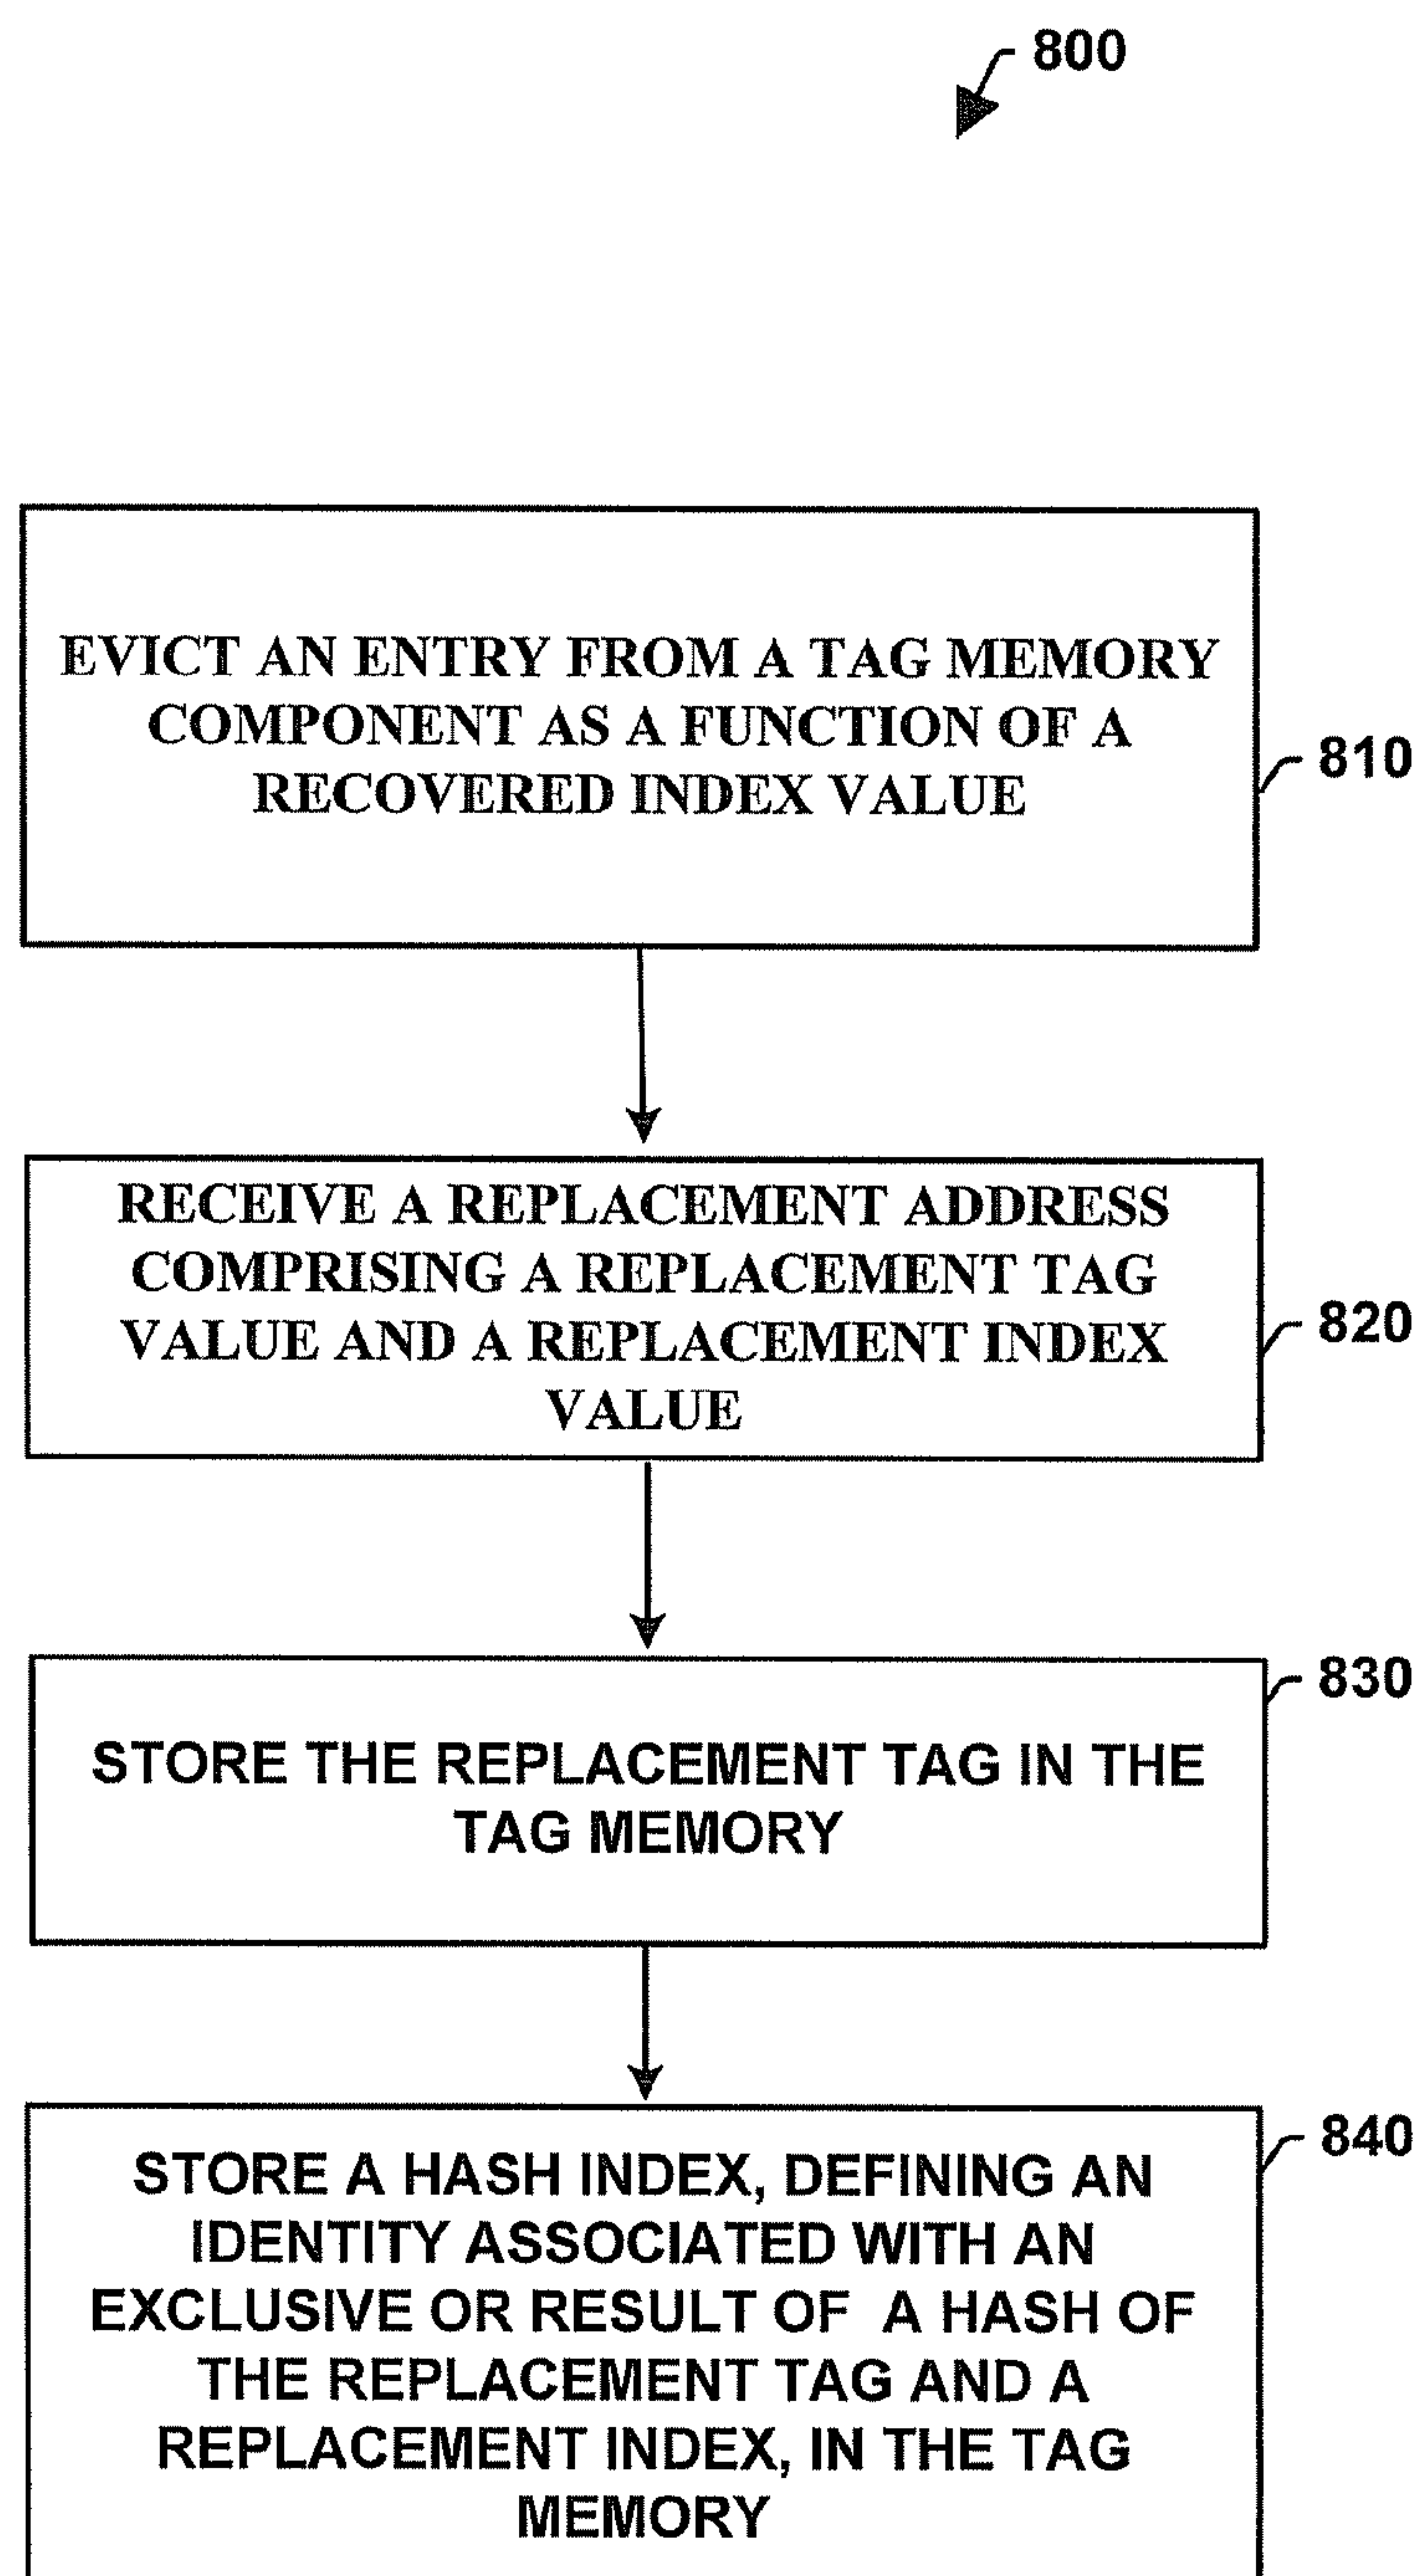 800
EVICT AN ENTRY FROM A TAG MEMORY
COMPONENT AS A FUNCTION OF A
RECOVERED INDEX VALUE
810
RECEIVE A REPLACEMENT ADDRESS
COMPRISING A REPLACEMENT TAG
VALUE AND A REPLACEMENT INDEX
VALUE
820
STORE THE REPLACEMENT TAG IN THE
TAG MEMORY
830
STORE A HASH INDEX, DEFINING AN
IDENTITY ASSOCIATED WITH AN
EXCLUSIVE OR RESULT OF A HASH OF
THE REPLACEMENT TAG AND A
REPLACEMENT INDEX, IN THE TAG
MEMORY
840